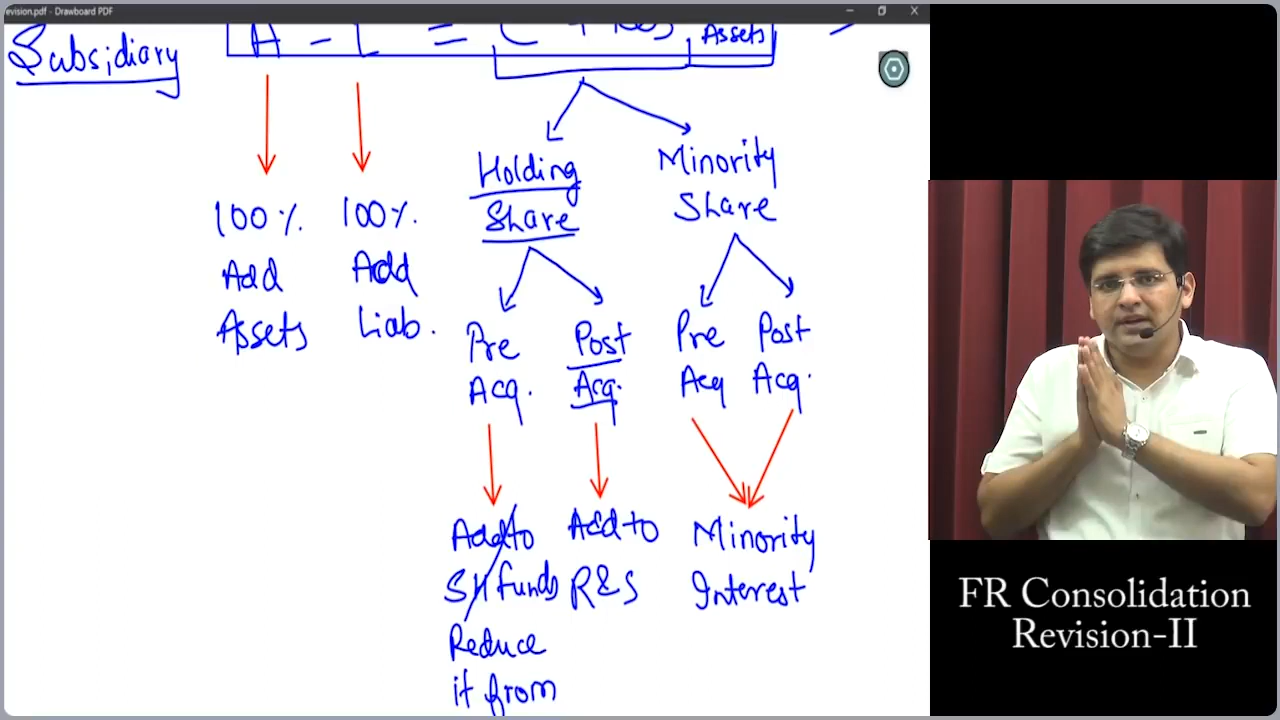 evision.pdf - Drawboard PDF
Subsidiary
A - L = C + Res
Assets
Holding
Share
Minority
Share
100%
Add
Assets
100%
Add
Liab.
Pre
Acq.
Post
Acq.
Pre
Acq
Post
Acq.
Add to
SH funds
Reduce
it from
Add to
R&S
Minority
Interest
FR Consolidation
Revision-II